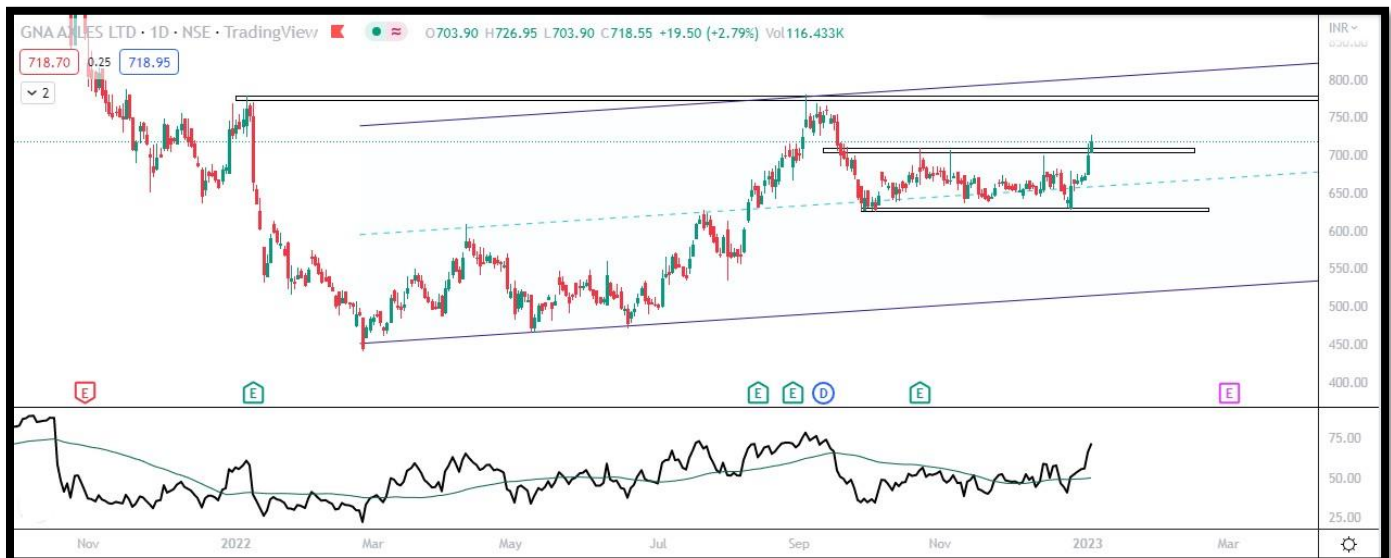 GNA AXLES LTD · 1D · NSE · TradingView ≈ O703.90 H726.95 L703.90 C718.55 +19.50 (+2.79%) Vol116.433K
INR
850.00
718.70 0.25 718.95
800.00
2
750.00
700.00
650.00
600.00
550.00
500.00
450.00
400.00
E E E E D E E
75.00
50.00
25.00
Nov 2022 Mar May Jul Sep Nov 2023 Mar